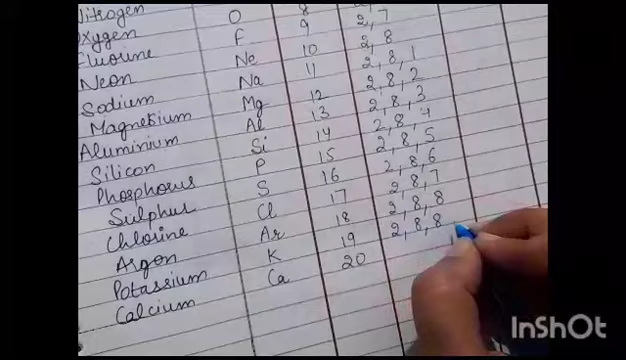 Nitrogen
Oxygen O 8
Fluorine F 9 2,7
Neon Ne 10 2,8
Sodium Na 11 2,8,1
Magnesium Mg 12 2,8,2
Aluminium Al 13 2,8,3
Silicon Si 14 2,8,4
Phosphorus P 15 2,8,5
Sulphur S 16 2,8,6
Chlorine Cl 17 2,8,7
Argon Ar 18 2,8,8
Potassium K 19 2,8,8
Calcium Ca 20
InShOt